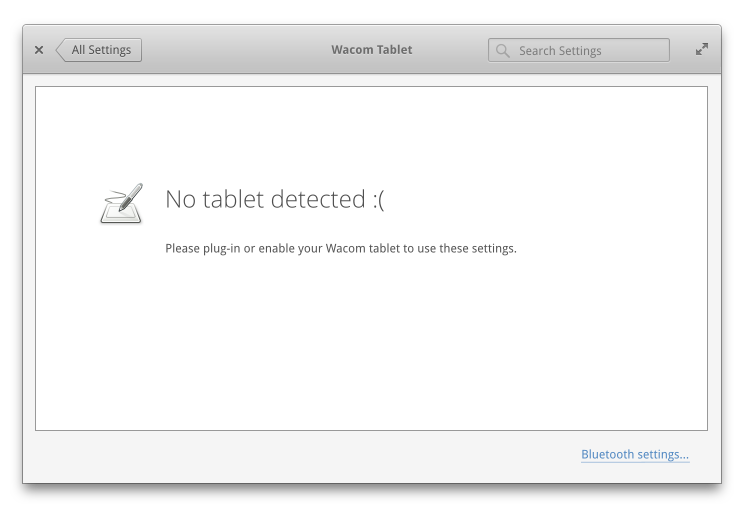 All Settings
Wacom Tablet
Search Settings
No tablet detected :(
Please plug-in or enable your Wacom tablet to use these settings.
Bluetooth settings...